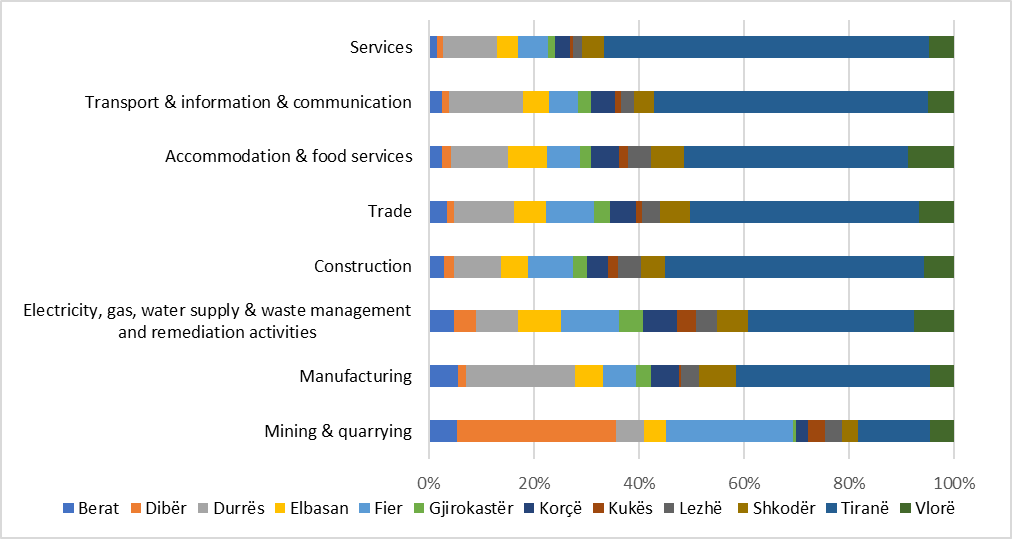 Services
Transport & information & communication
Accommodation & food services
Trade
Construction
Electricity, gas, water supply & waste management
and remediation activities
Manufacturing
Mining & quarrying
0% 20% 40% 60% 80% 100%
Berat Dibër Durrës Elbasan Fier Gjirokastër Korçë Kukës Lezhë Shkodër Tiranë Vlorë